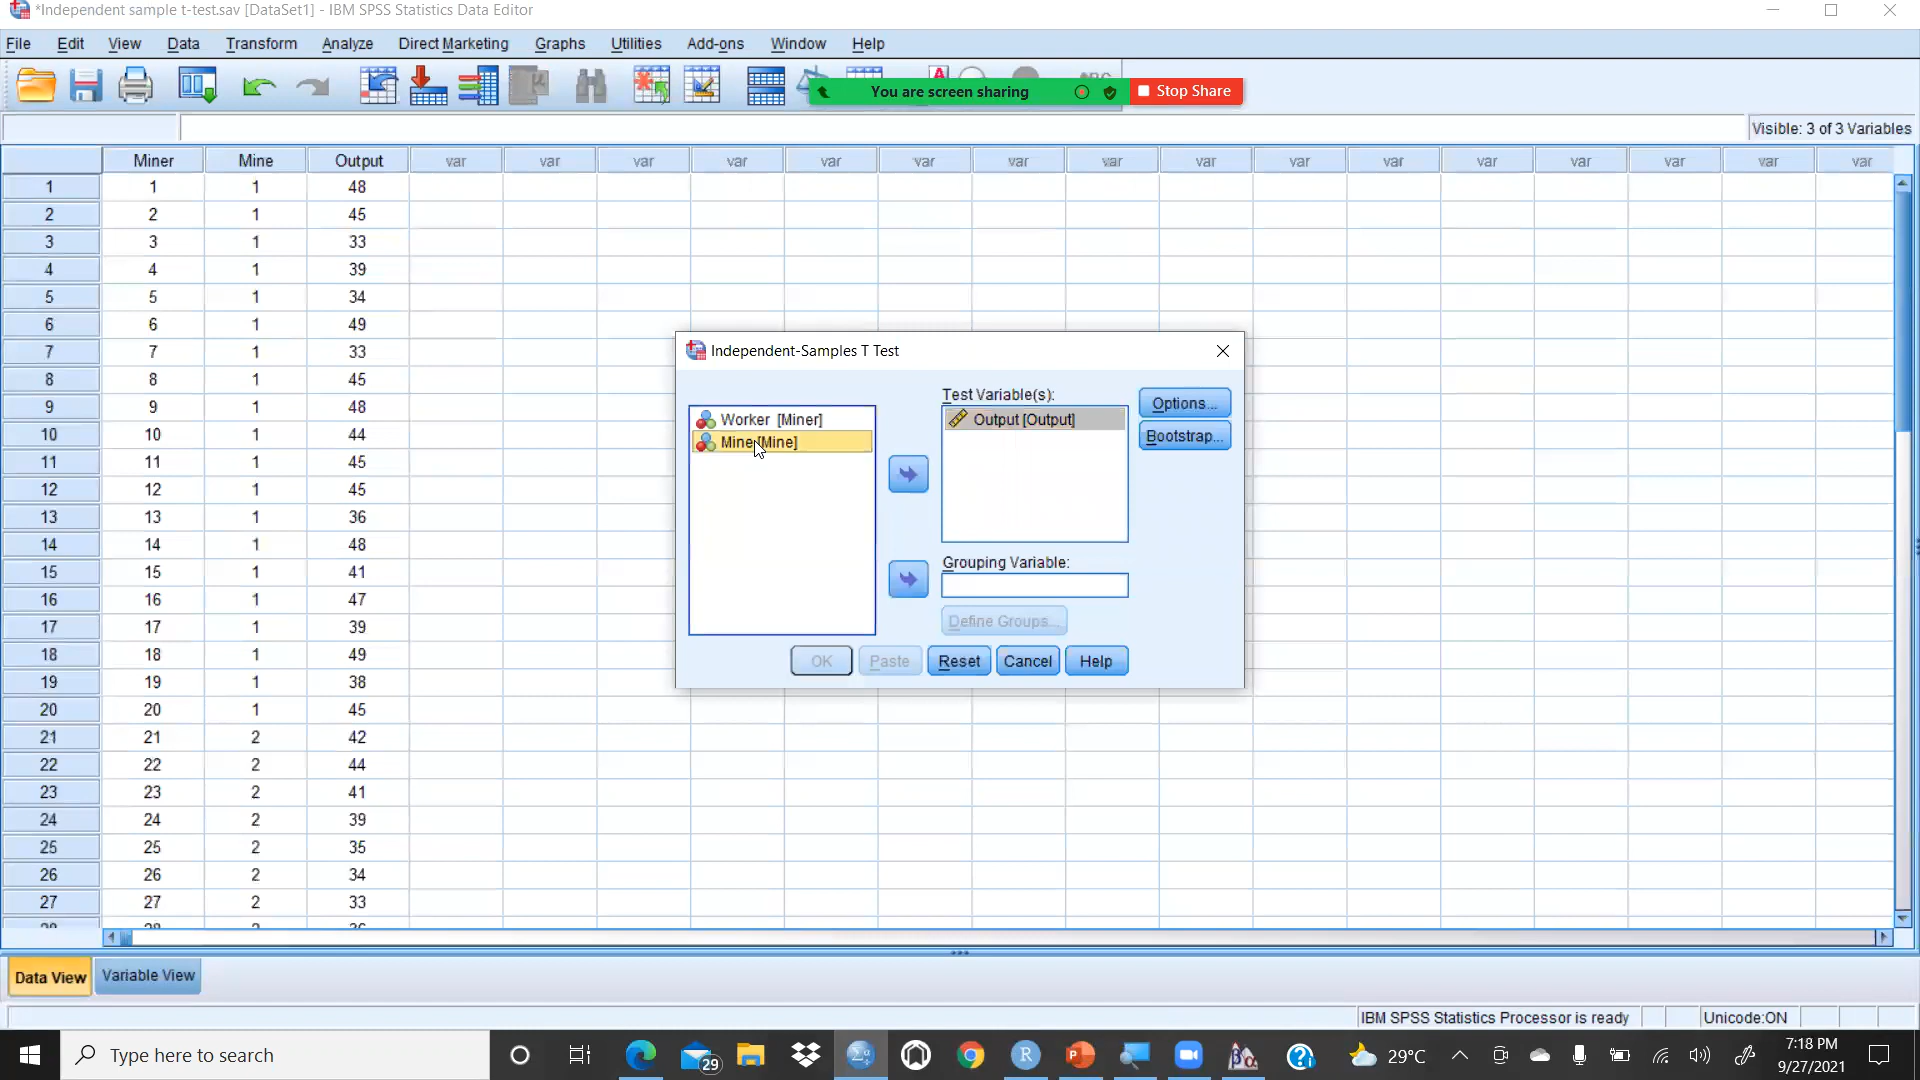 *Independent sample t-test.sav [DataSet1] - IBM SPSS Statistics Data Editor
File Edit View Data Transform Analyze Direct Marketing Graphs Utilities Add-ons Window Help
You are screen sharing Stop Share
Visible: 3 of 3 Variables
Miner Mine Output var var var var var var var var var var var var var var var var
1 1 1 48
2 2 1 45
3 3 1 33
4 4 1 39
5 5 1 34
6 6 1 49
7 7 1 33
8 8 1 45
9 9 1 48
10 10 1 44
11 11 1 45
12 12 1 45
13 13 1 36
14 14 1 48
15 15 1 41
16 16 1 47
17 17 1 39
18 18 1 49
19 19 1 38
20 20 1 45
21 21 2 42
22 22 2 44
23 23 2 41
24 24 2 39
25 25 2 35
26 26 2 34
27 27 2 33
Independent-Samples T Test
Worker [Miner]
Mine [Mine]
Test Variable(s):
Output [Output]
Options...
Bootstrap...
Grouping Variable:
Define Groups...
OK Paste Reset Cancel Help
Data View Variable View
IBM SPSS Statistics Processor is ready Unicode:ON
Type here to search
29
29°C
7:18 PM
9/27/2021